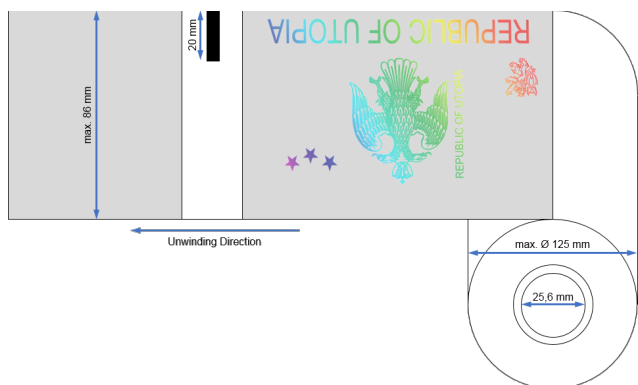 REPUBLIC OF UTOPIA
20 mm
max. 86 mm
REPUBLIC OF UTOPIA
Unwinding Direction
max. Ø 125 mm
25,6 mm